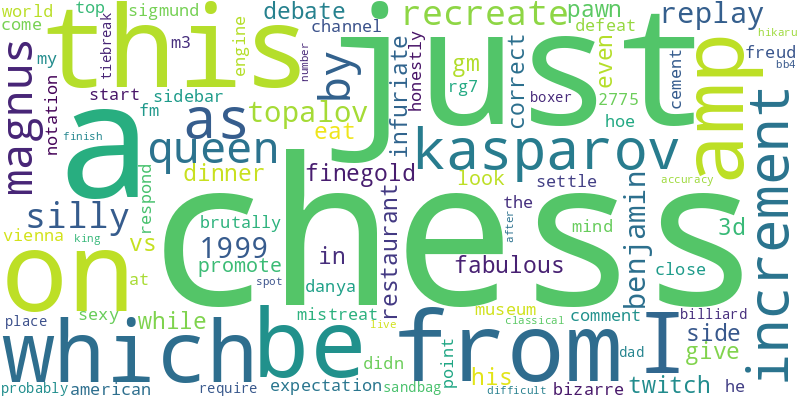 world
top
sigmund
debate
recreate
pawn
replay
come
tiebreak
channel
defeat
hikaru
this
just
my
m3
engine
by
honestly
gm
even
freud
amp
bb4
magnus
notation
start
sidebar
infuriate
rg7
boxer
correct
2775
cement
number
a
as
fm
topalov
hoe
finish
eat
queen
kasparov
increment
respond
dinner
finegold
look
settle
accuracy
silly
chess
brutally
restaurant
the
mind
benjamin
3d
vienna
king
vs
1999
in
after
promote
fabulous
close
on
at
spot
danya
sexy
while
mistreat
museum
comment
billiard
place
which
be
live
from
classical
I
side
didn
point
his
dad
give
probably
american
require
expectation
sandbag
difficult
bizarre
twitch
he